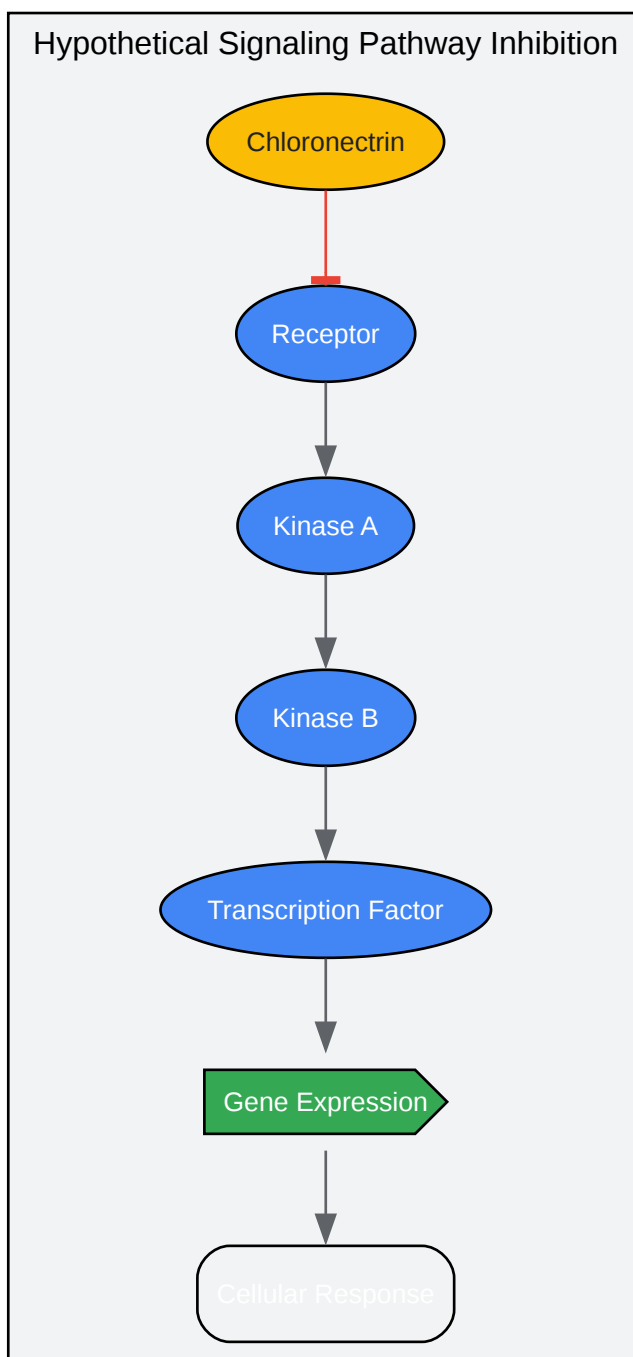 Hypothetical Signaling Pathway Inhibition
Chloronectrin
Receptor
Kinase A
Kinase B
Transcription Factor
Gene Expression
Cellular Response